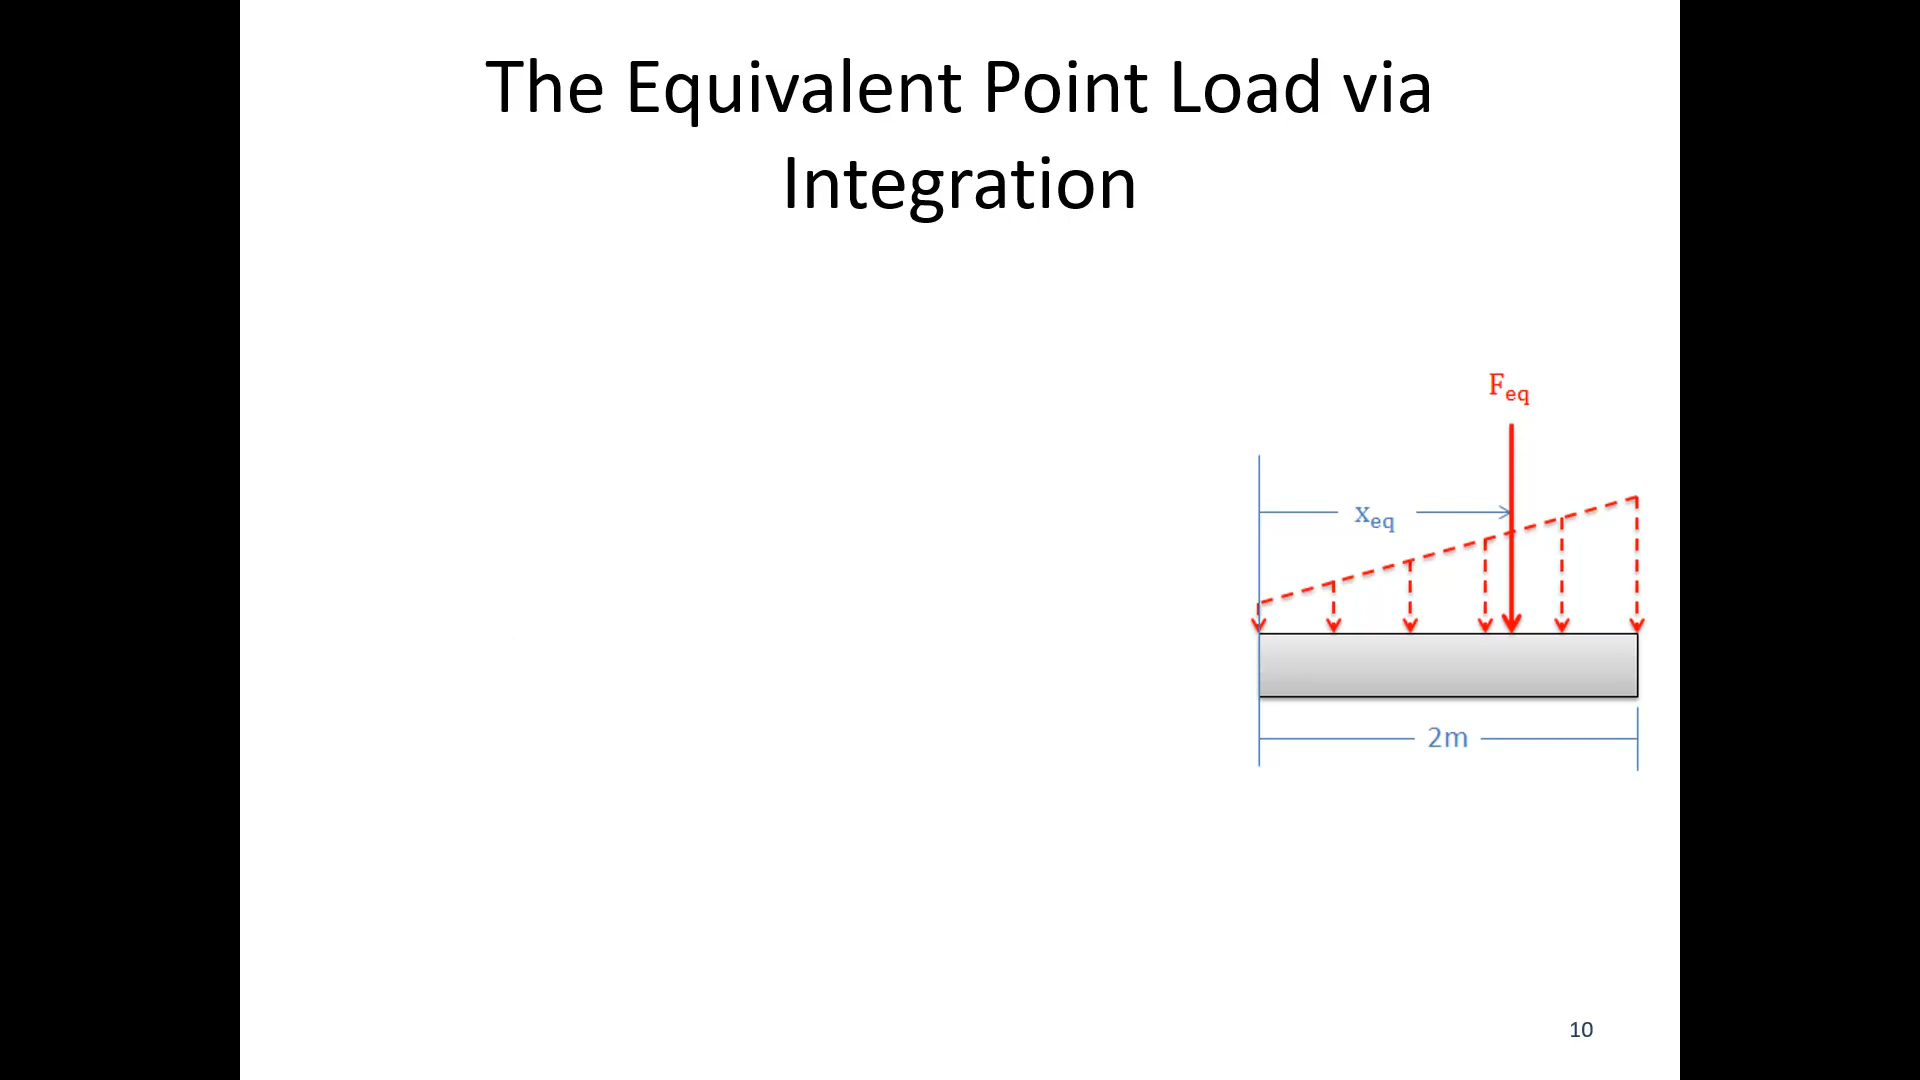 The Equivalent Point Load via
Integration
Feq
xeq
2m
10